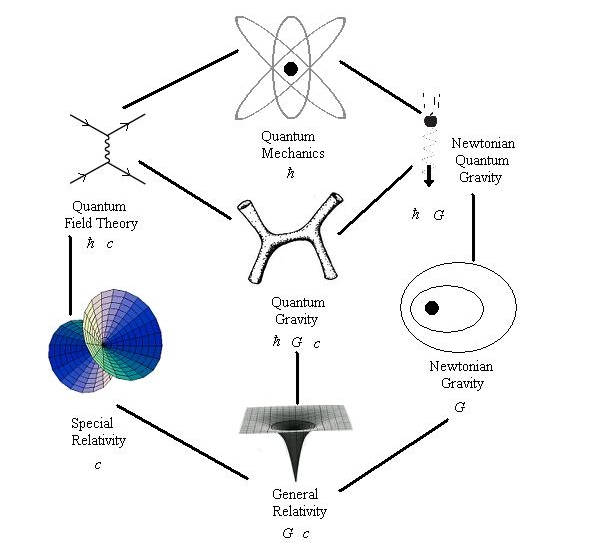 Quantum
Mechanics
ħ
Newtonian
Quantum
Gravity
ħ G
Quantum
Field Theory
ħ c
Quantum
Gravity
ħ G c
Newtonian
Gravity
G
Special
Relativity
c
General
Relativity
G c